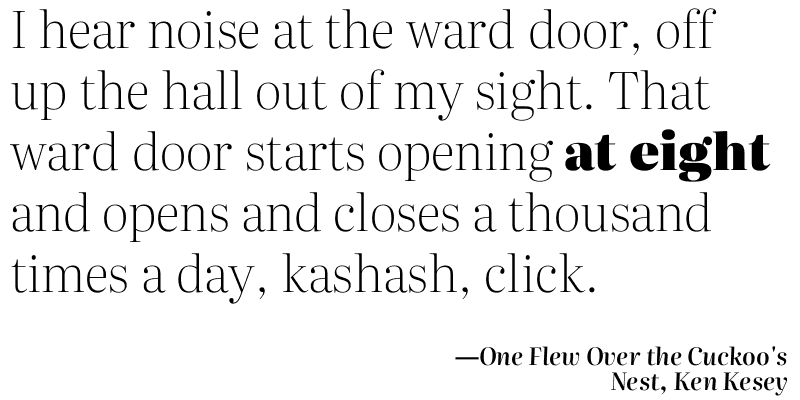 I hear noise at the ward door, off
up the hall out of my sight. That
ward door starts opening at eight
and opens and closes a thousand
times a day, kashash, click.
—One Flew Over the Cuckoo's
Nest, Ken Kesey